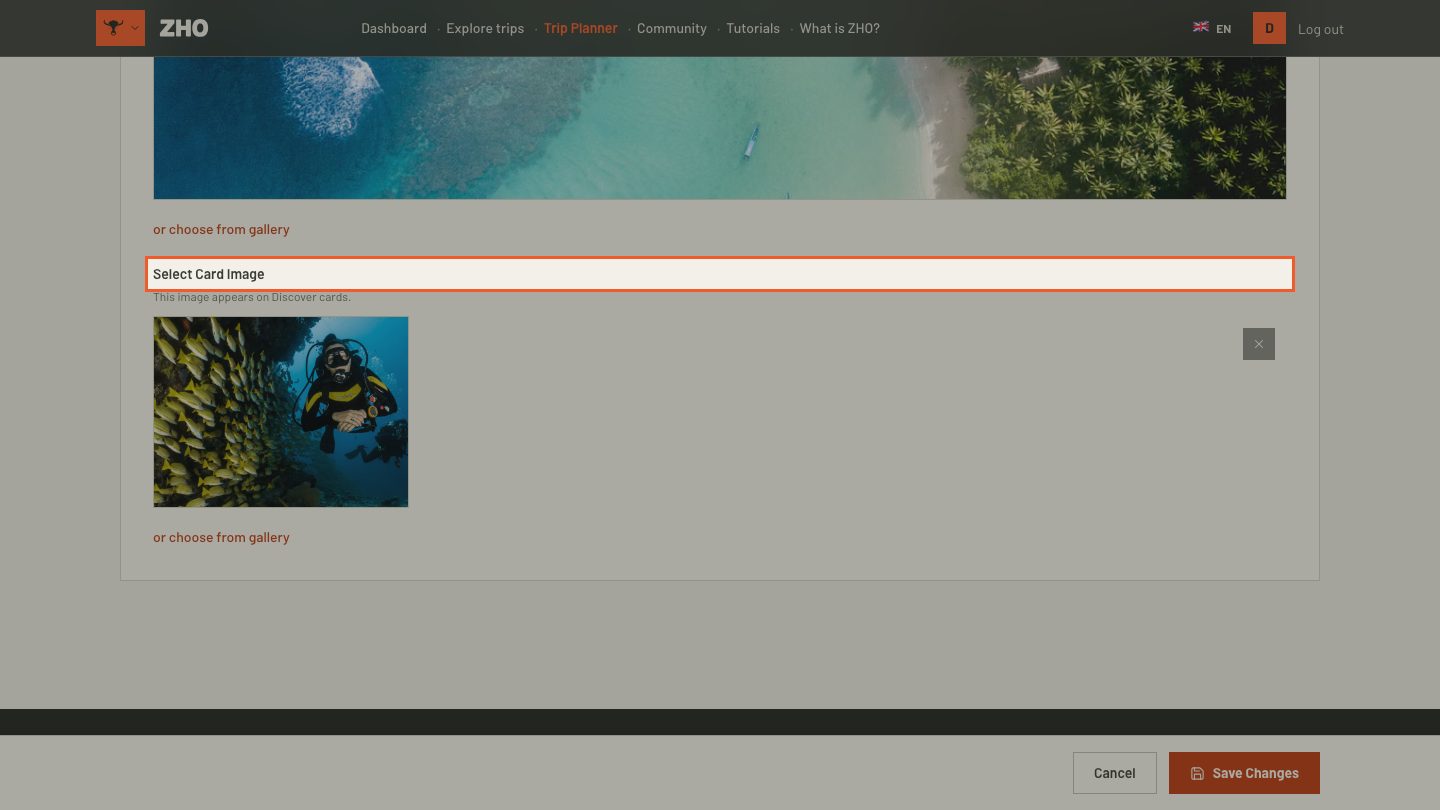 ZHO
Dashboard · Explore trips · Trip Planner · Community · Tutorials · What is ZHO?
EN
D
Log out
or choose from gallery
Select Card Image
This image appears on Discover cards.
or choose from gallery
Cancel
Save Changes